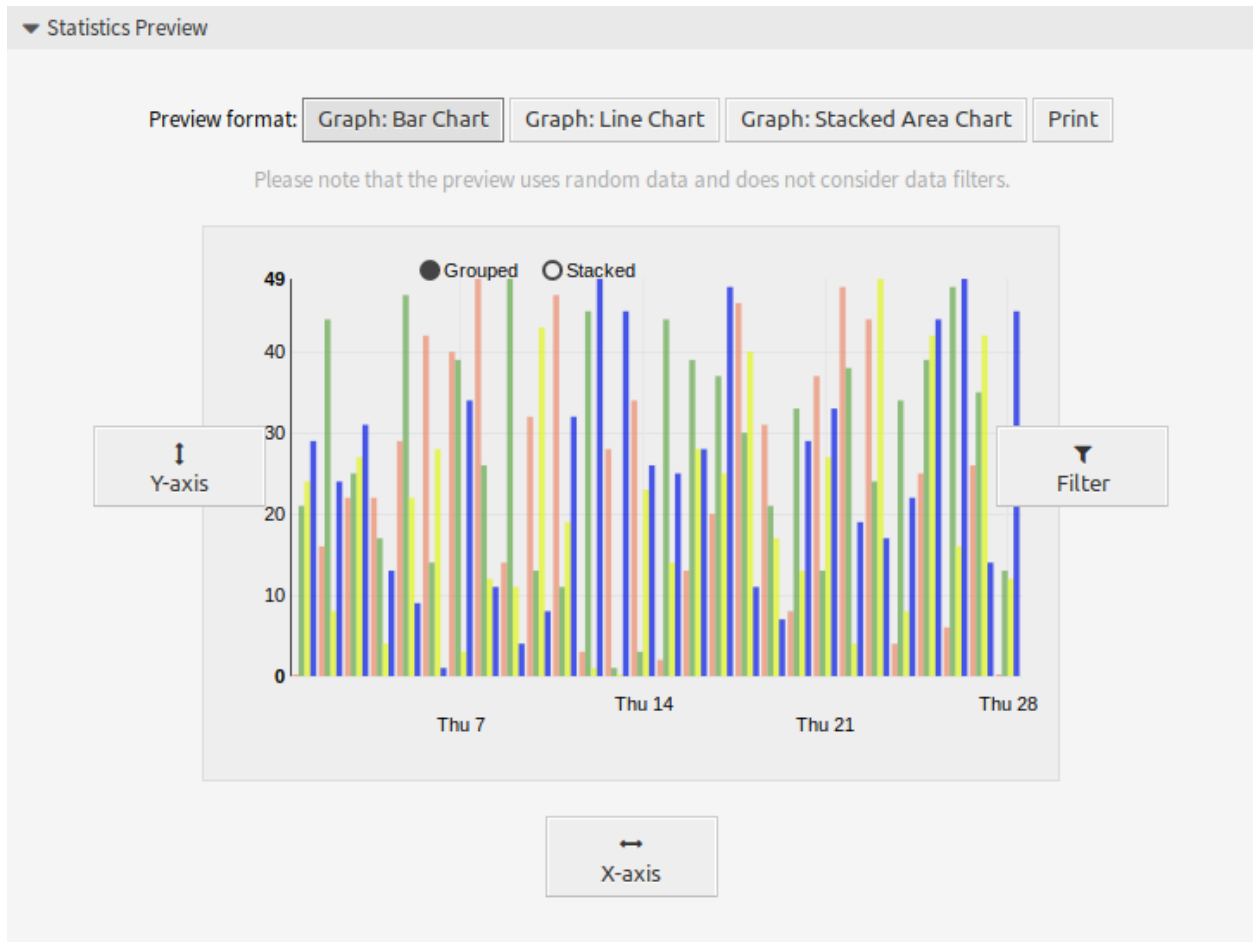 Statistics Preview
Preview format: Graph: Bar Chart Graph: Line Chart Graph: Stacked Area Chart Print
Please note that the preview uses random data and does not consider data filters.
Grouped Stacked
49
40
30
Y-axis
Filter
20
10
0
Thu 14 Thu 28
Thu 7 Thu 21
X-axis